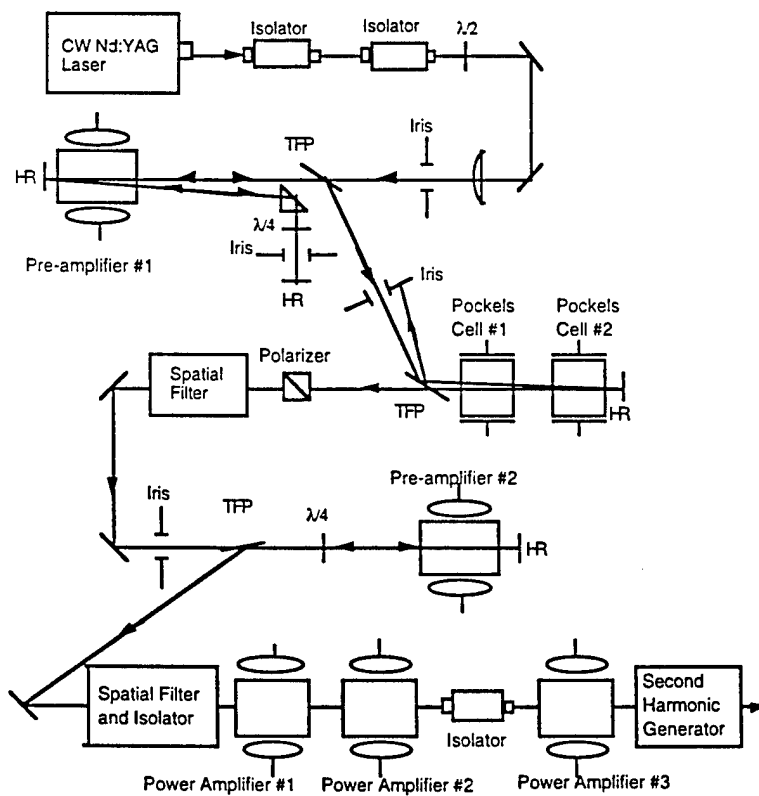 Isolator
Isolator
λ/2
CW Nd:YAG
Laser
Iris
TFP
HR
λ/4
Iris
Pre-amplifier #1
HR
Iris
Pockels
Cell #1
Pockels
Cell #2
Polarizer
Spatial
Filter
TFP
HR
Pre-amplifier #2
Iris
TFP
λ/4
HR
Spatial Filter
and Isolator
Isolator
Second
Harmonic
Generator
Power Amplifier #1
Power Amplifier #2
Power Amplifier #3